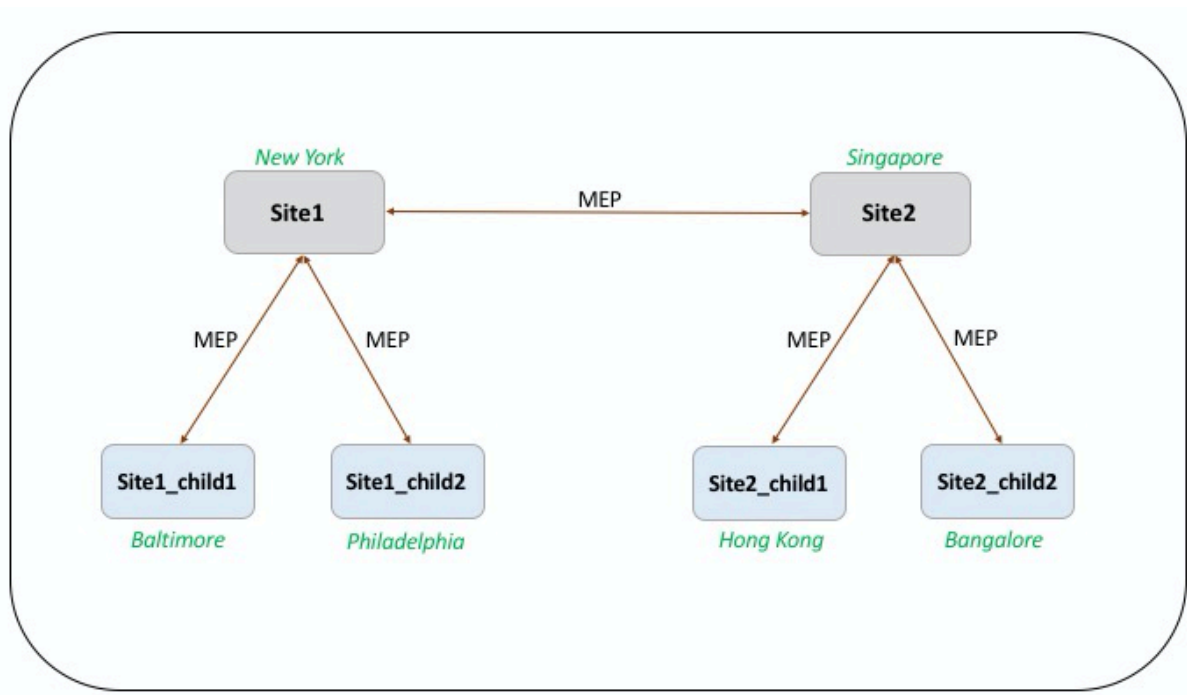 New York
Singapore
Site1
MEP
Site2
MEP
MEP
MEP
MEP
Site1_child1
Site1_child2
Site2_child1
Site2_child2
Baltimore
Philadelphia
Hong Kong
Bangalore